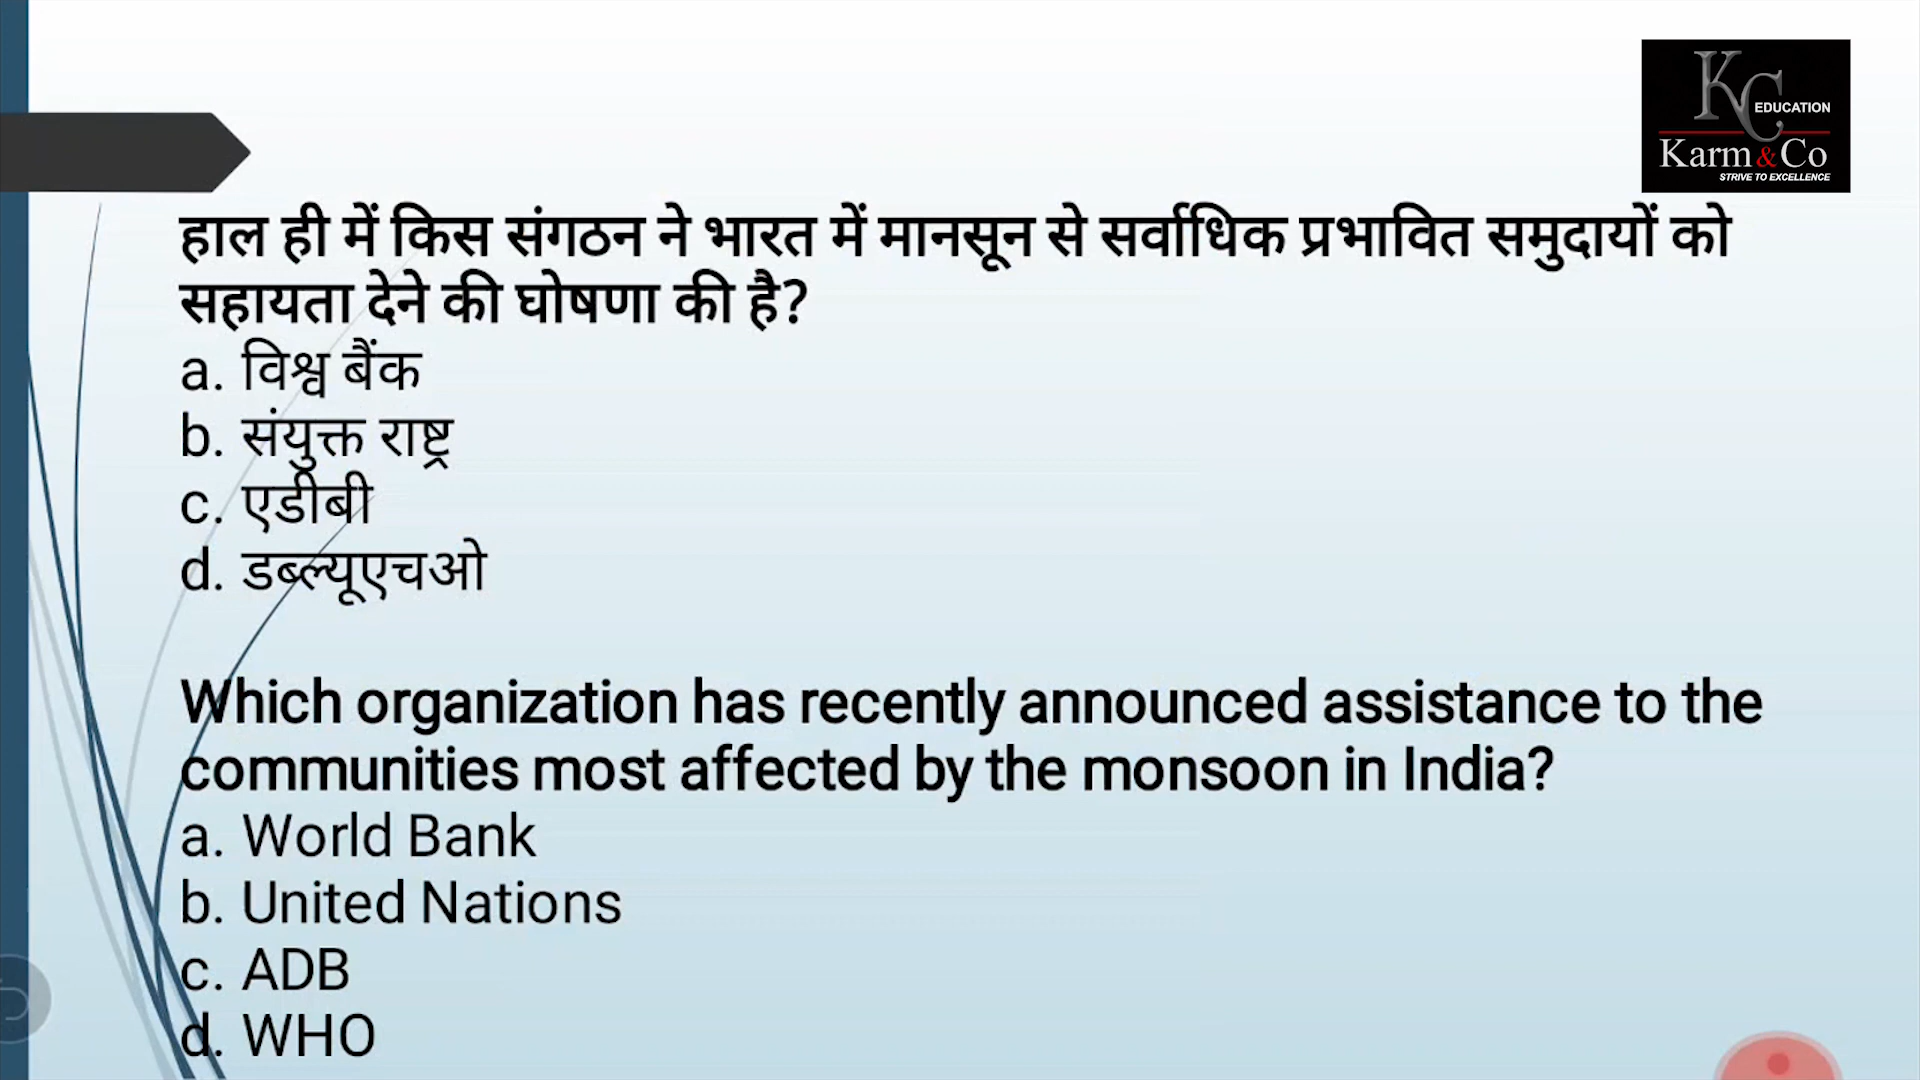 KC EDUCATION
Karm & Co
STRIVE TO EXCELLENCE
हाल ही में किस संगठन ने भारत में मानसून से सर्वाधिक प्रभावित समुदायों को
सहायता देने की घोषणा की है?
a. विश्व बैंक
b. संयुक्त राष्ट्र
c. एडीबी
d. डब्ल्यूएचओ
Which organization has recently announced assistance to the
communities most affected by the monsoon in India?
a. World Bank
b. United Nations
c. ADB
d. WHO